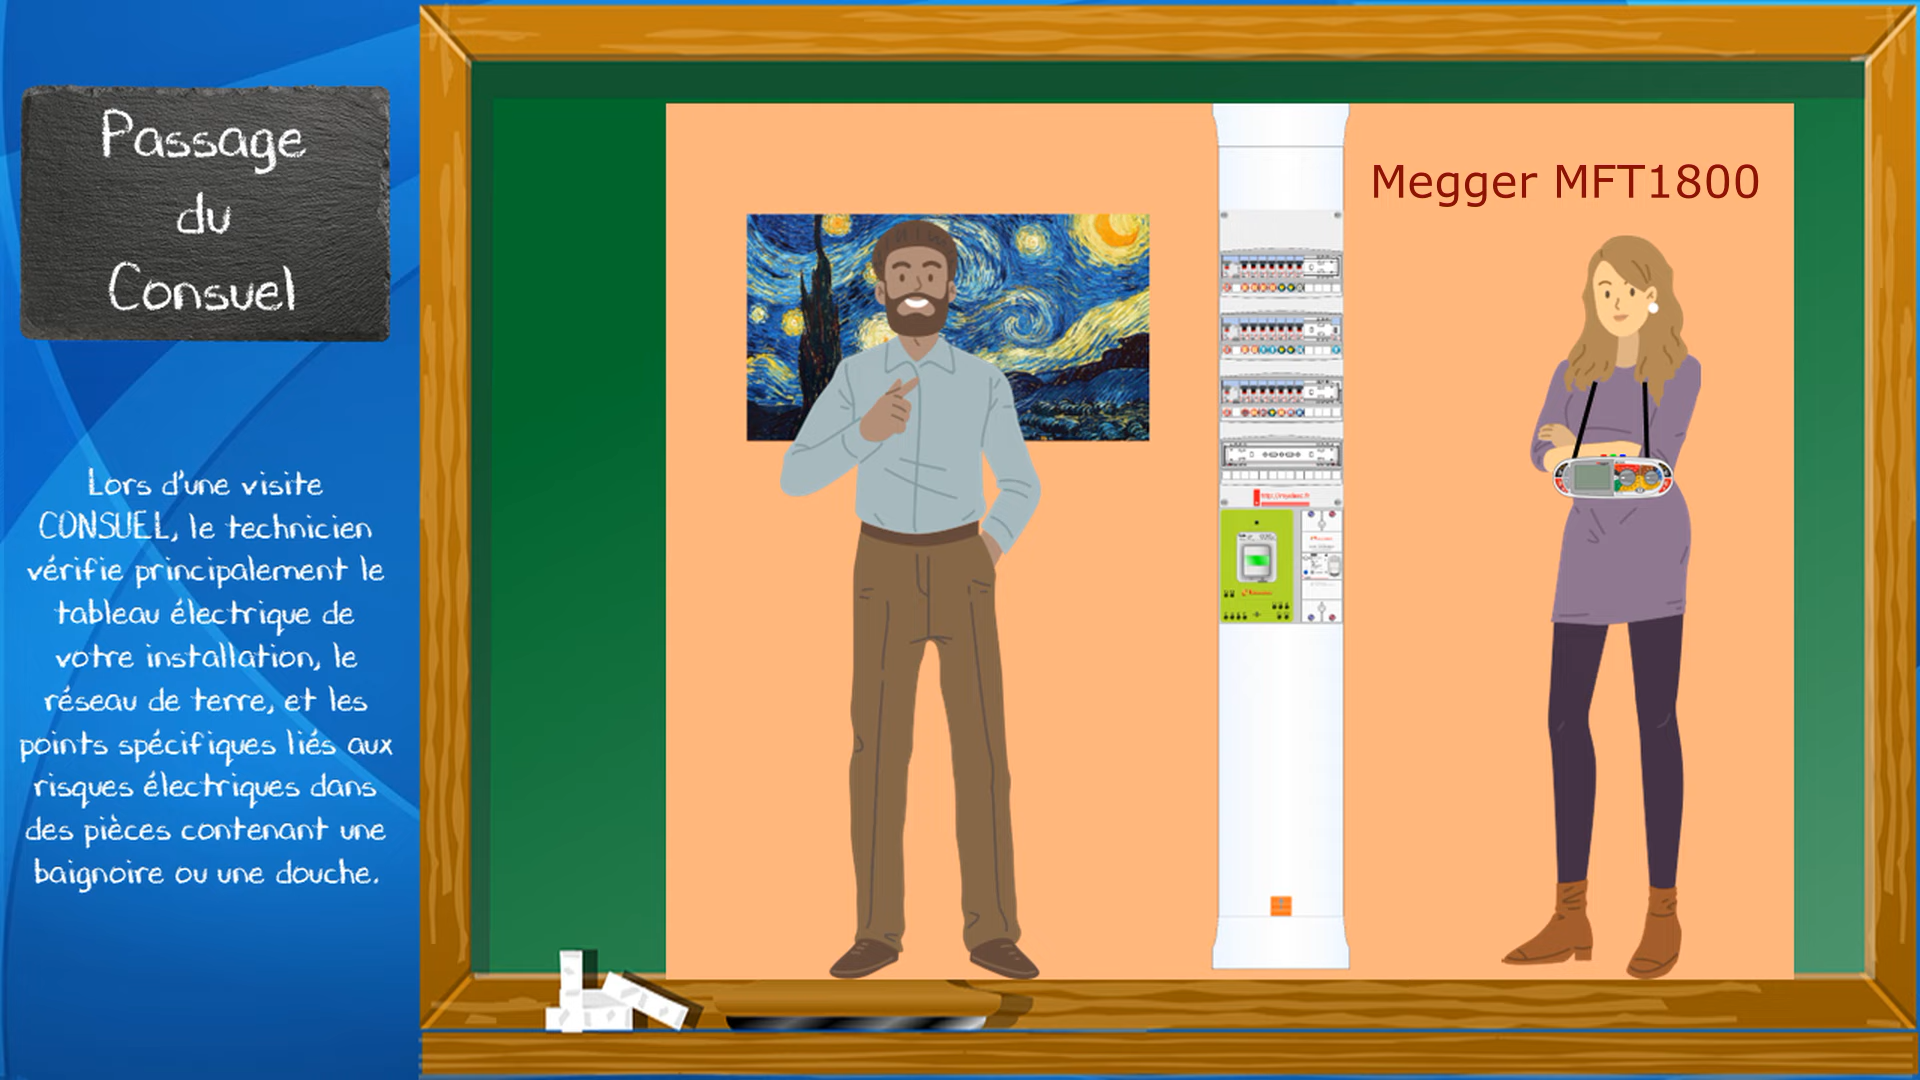 Passage
du
Consuel
Lors d'une visite
CONSUEL, le technicien
vérifie principalement le
tableau électrique de
votre installation, le
réseau de terre, et les
points spécifiques liés aux
risques électriques dans
des pièces contenant une
baignoire ou une douche.
Megger MFT1800